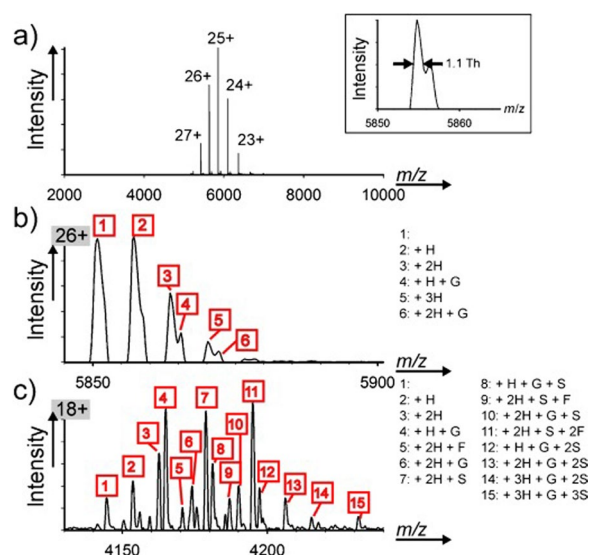 a)
Intensity
25+
26+
24+
27+
23+
2000 4000 6000 8000 10000
m/z
Intensity
1.1 Th
m/z
5850 5860
b)
26+
Intensity
1 2 3 4 5 6
5850 5900
m/z
1:
2: + H
3: + 2H
4: + H + G
5: + 3H
6: + 2H + G
c)
18+
Intensity
1 2 3 4 5 6 7 8 9 10 11 12 13 14 15
4150 4200
m/z
1:
2: + H
3: + 2H
4: + H + G
5: + 2H + F
6: + 2H + G
7: + 2H + S
8: + H + G + S
9: + 2H + S + F
10: + 2H + G + S
11: + 2H + S + 2F
12: + H + G + 2S
13: + 2H + G + 2S
14: + 3H + G + 2S
15: + 3H + G + 3S